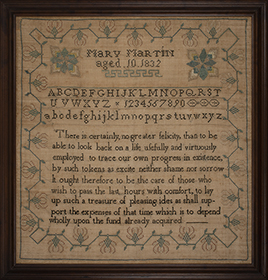 Mary Martin
aged 10 1832
ABCDEFGHIJKLMNOPQRST
UVWXYZ & 1234567890
abcdefghijklmnopqrstuvwxyz
There is certainly no greater felicity, than to be
able to look back on a life usefully and virtuously
employed to trace our own progress in existence,
by such tokens as excite neither shame nor sorrow
It ought therefore to be the care of those who
wish to pass the last hours with comfort, to lay
up such a treasure of pleasing ideas as shall sup-
port the expenses of that time which is to depend
wholly upon the fund already acquired